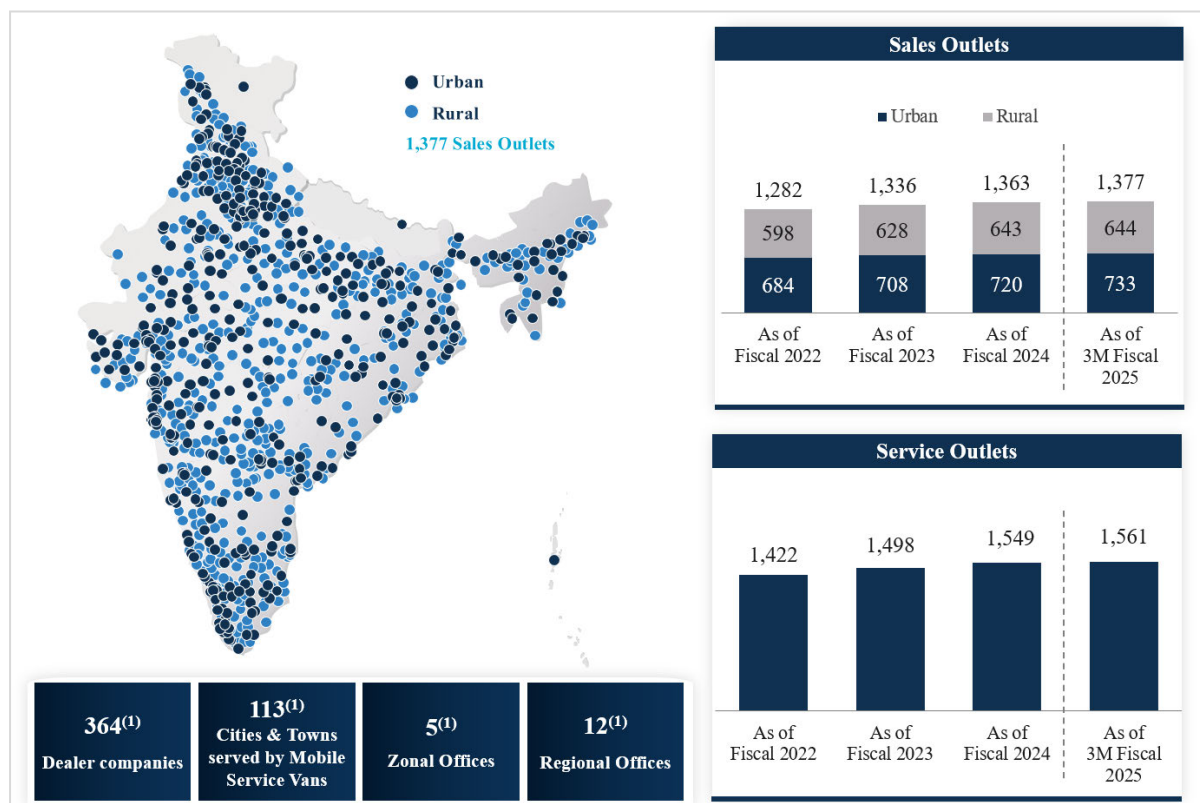 Urban
Rural
1,377 Sales Outlets
364(1)
Dealer companies
113(1)
Cities & Towns
served by Mobile
Service Vans
5(1)
Zonal Offices
12(1)
Regional Offices
Sales Outlets
Urban Rural
1,282 1,336 1,363 1,377
598 628 643 644
684 708 720 733
As of As of As of As of
Fiscal 2022 Fiscal 2023 Fiscal 2024 3M Fiscal
2025
Service Outlets
1,422 1,498 1,549 1,561
As of As of As of As of
Fiscal 2022 Fiscal 2023 Fiscal 2024 3M Fiscal
2025